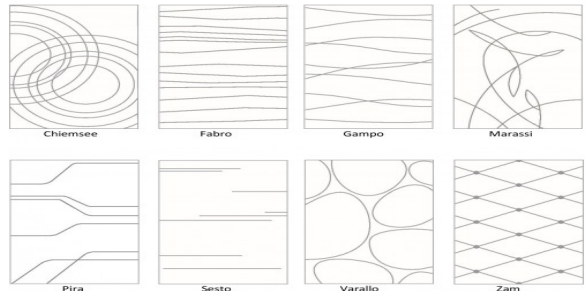 Chiemsee
Fabro
Gampo
Marassi
Pira
Sesto
Varallo
Zam